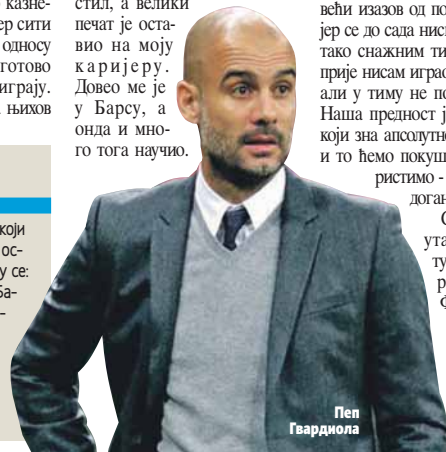 казне-
ер сити
односу
готово
играју.
њихов
који
ос-
у се:
стил, а велики
печат је оста-
вио на моју
каријеру.
Довео ме је
у Барсу, а
онда и мно-
го тога научио.
већи изазов од по
јер се до сада нис
тако снажним ти
прије нисам играо
али у тиму не по
Наша предност ј
који зна апсолутно
и то ћемо покуш
ристимо -
доган
ута
ту
р
Пеп
Гвардиола